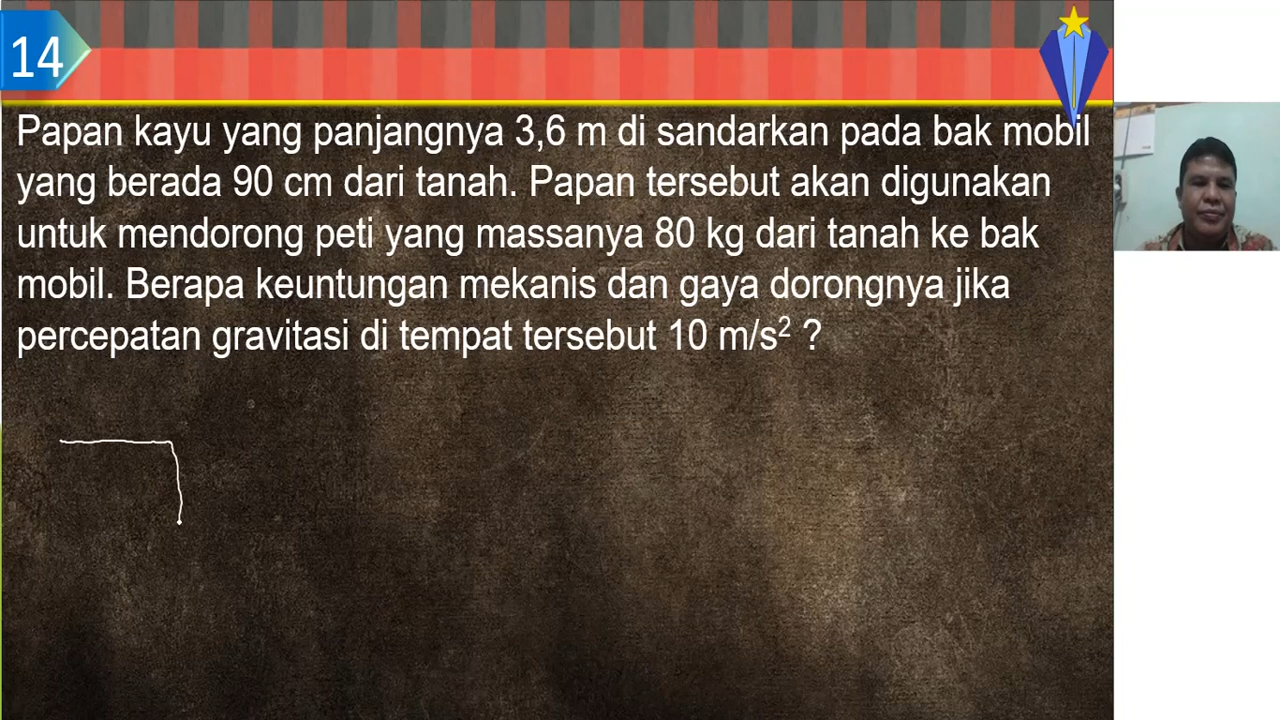 14
Papan kayu yang panjangnya 3,6 m di sandarkan pada bak mobil
yang berada 90 cm dari tanah. Papan tersebut akan digunakan
untuk mendorong peti yang massanya 80 kg dari tanah ke bak
mobil. Berapa keuntungan mekanis dan gaya dorongnya jika
percepatan gravitasi di tempat tersebut 10 m/s² ?